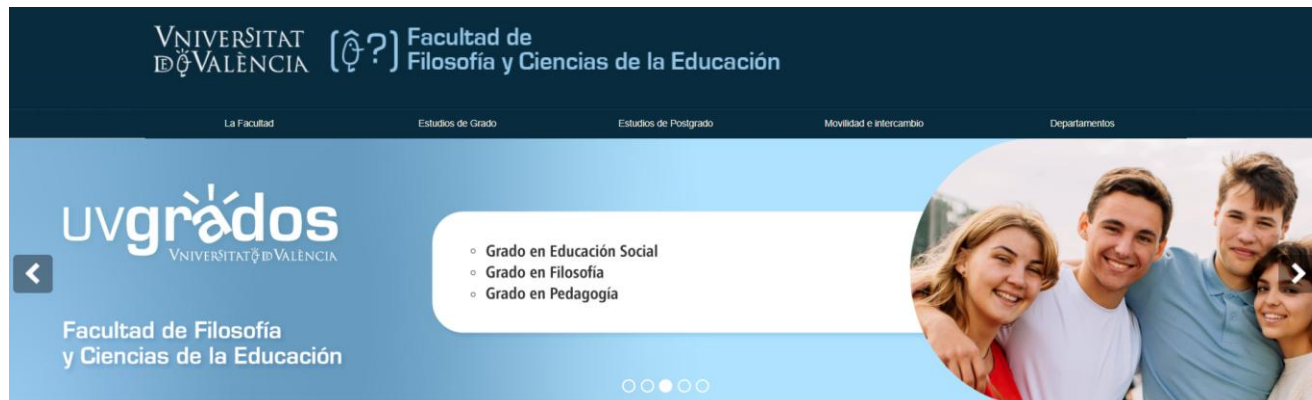 VNIVERSITAT
DE VALÈNCIA
[?] Facultad de
Filosofía y Ciencias de la Educación
La Facultad
Estudios de Grado
Estudios de Postgrado
Movilidad e intercambio
Departamentos
uvgrados
VNIVERSITAT DE VALÈNCIA
Grado en Educación Social
Grado en Filosofía
Grado en Pedagogía
Facultad de Filosofía
y Ciencias de la Educación